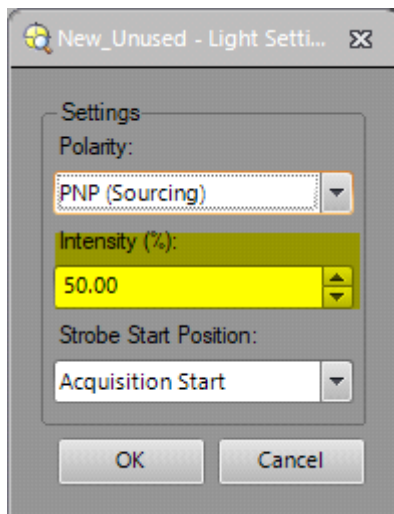 New_Unused - Light Setti...
Settings
Polarity:
PNP (Sourcing)
Intensity (%):
50.00
Strobe Start Position:
Acquisition Start
OK Cancel